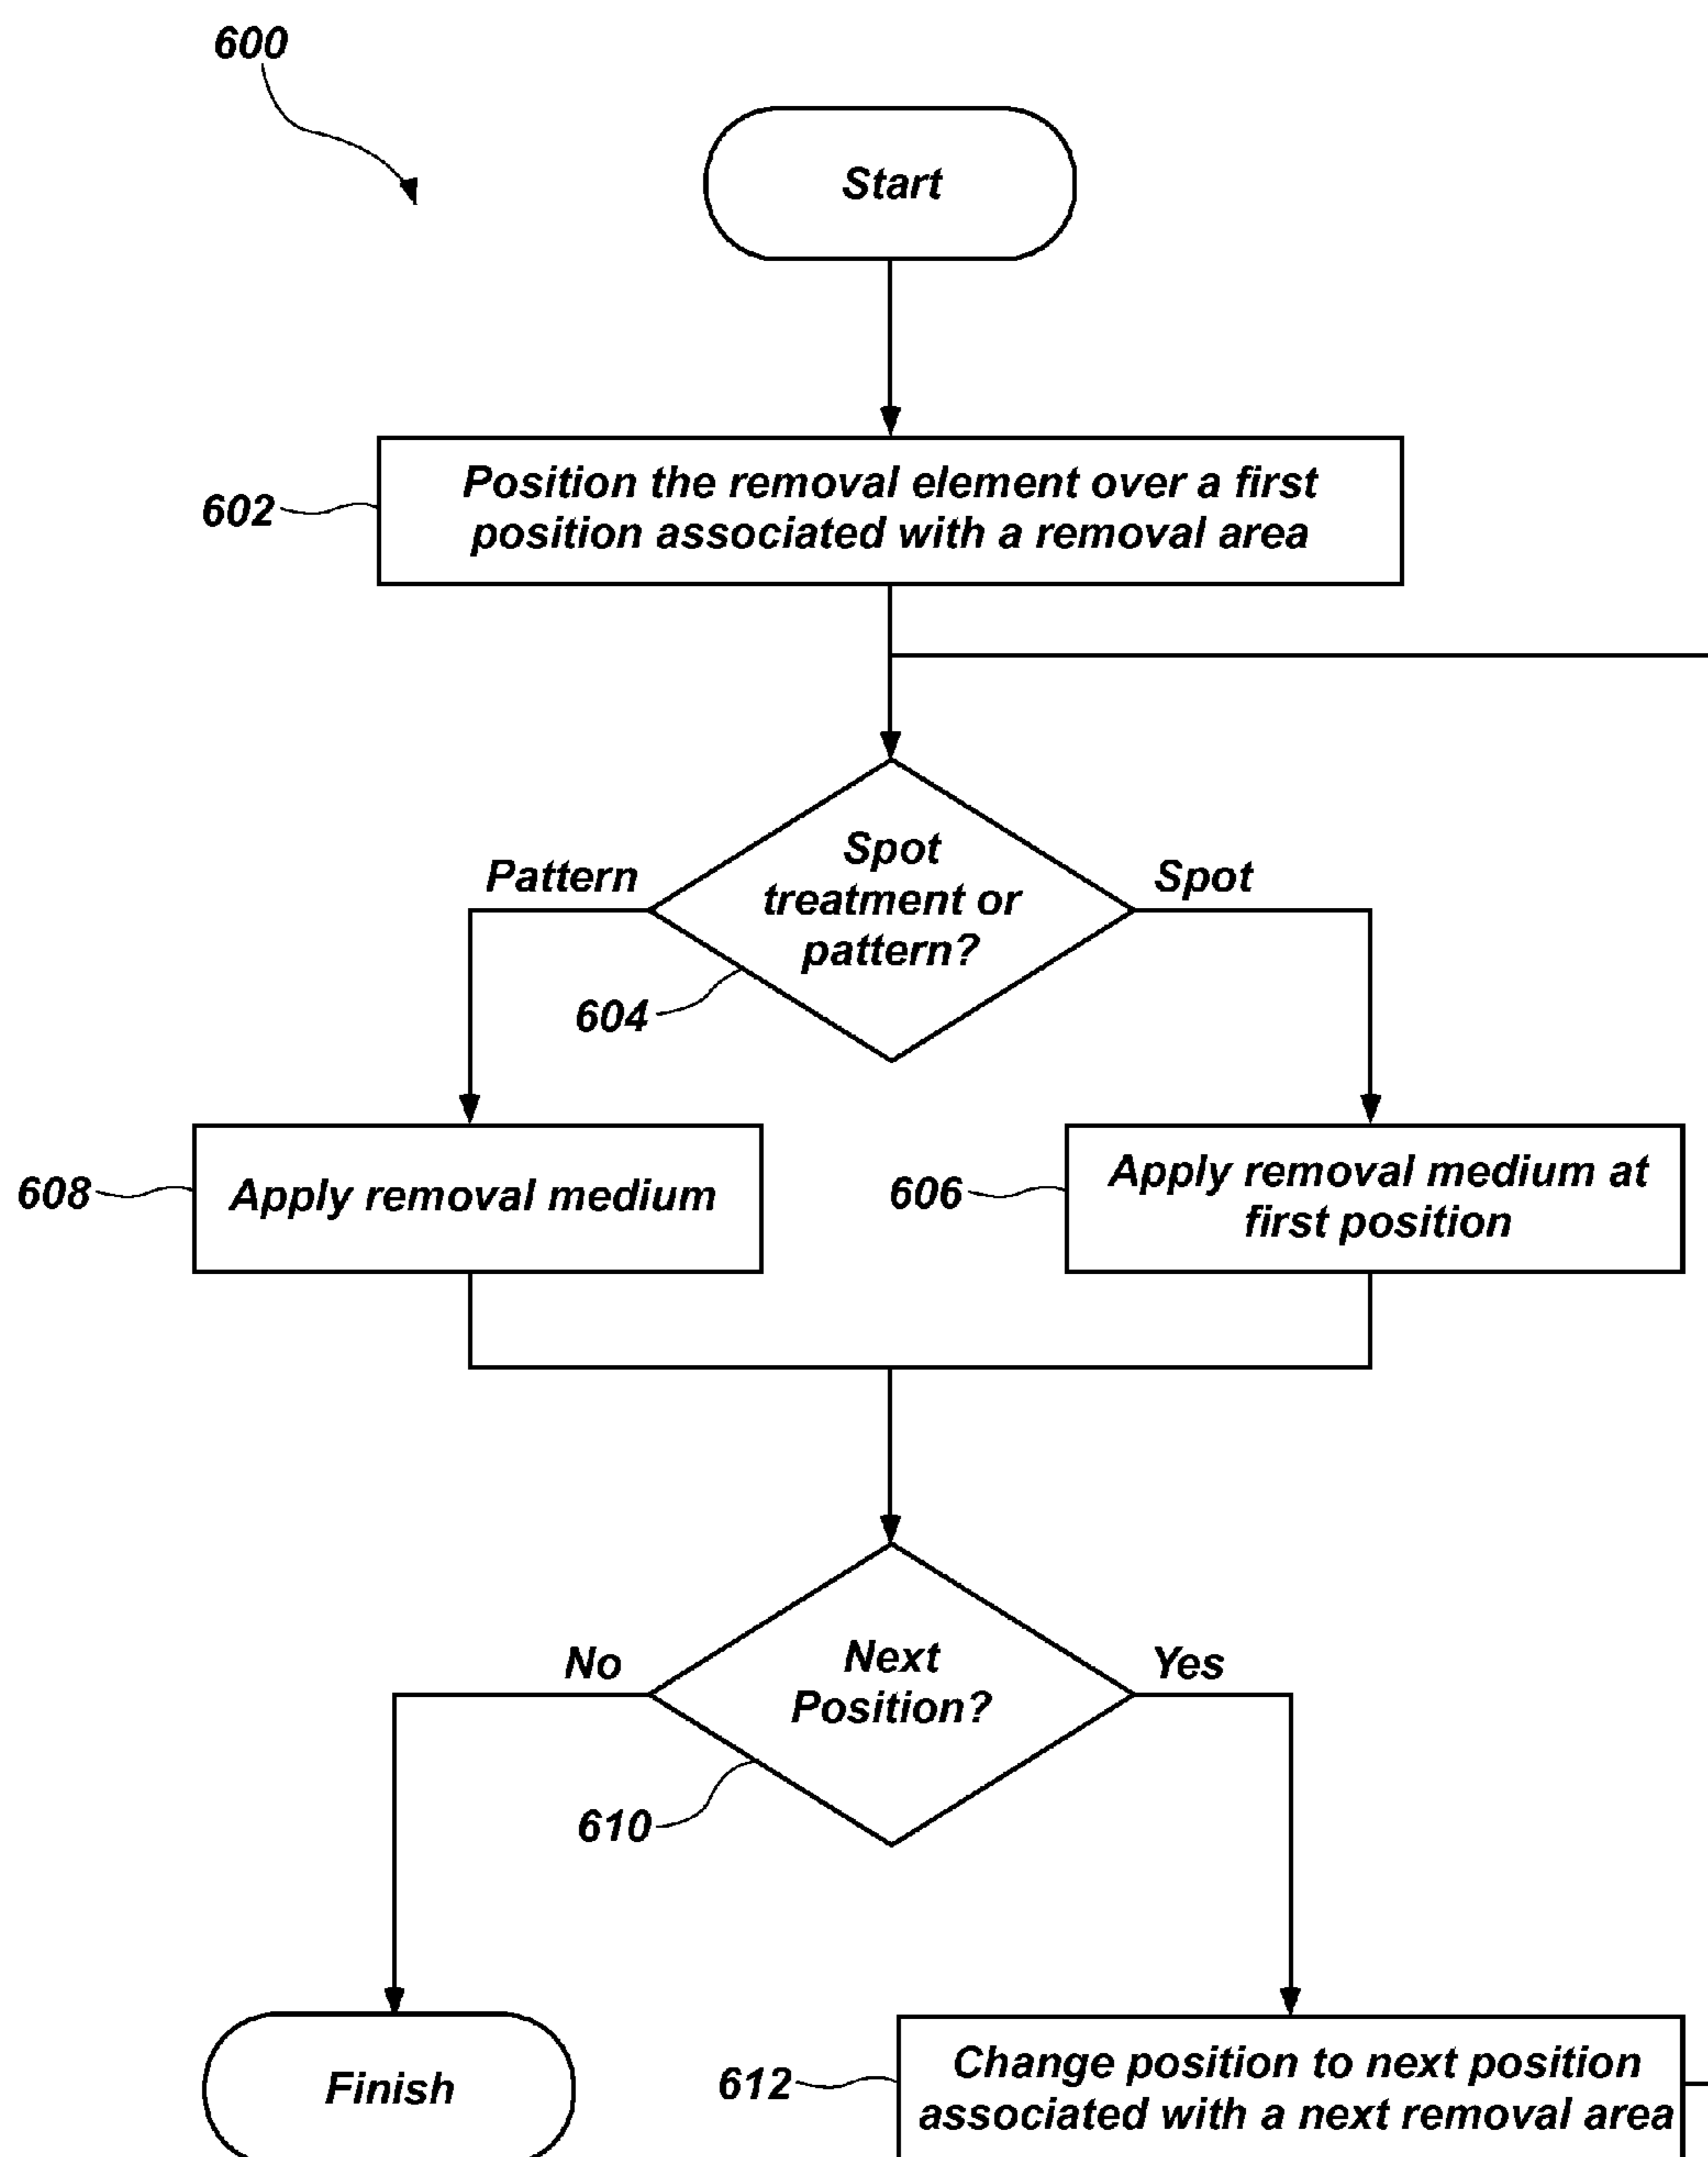 600
Start
602
Position the removal element over a first
position associated with a removal area
Spot
treatment or
pattern?
Pattern
Spot
604
608
Apply removal medium
606
Apply removal medium at
first position
Next
Position?
No
Yes
610
Finish
612
Change position to next position
associated with a next removal area